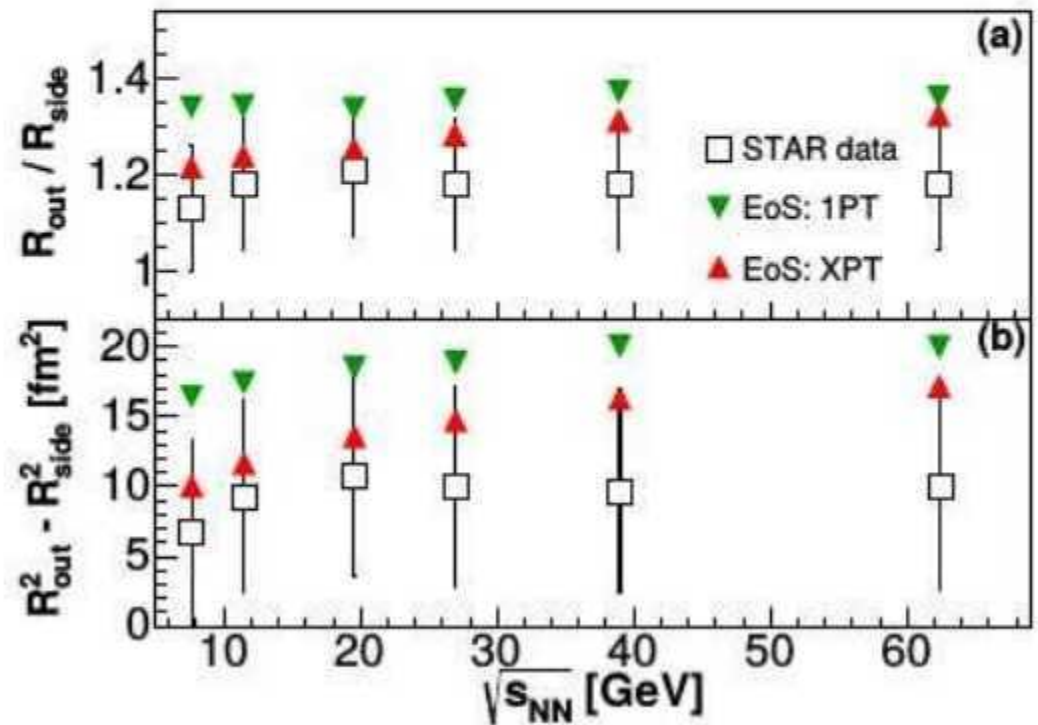 (a)
1.4
1.2
1
R_out / R_side
STAR data
EoS: 1PT
EoS: XPT
(b)
20
15
10
5
0
R²_out - R²_side [fm²]
10 20 30 40 50 60
√s_NN [GeV]